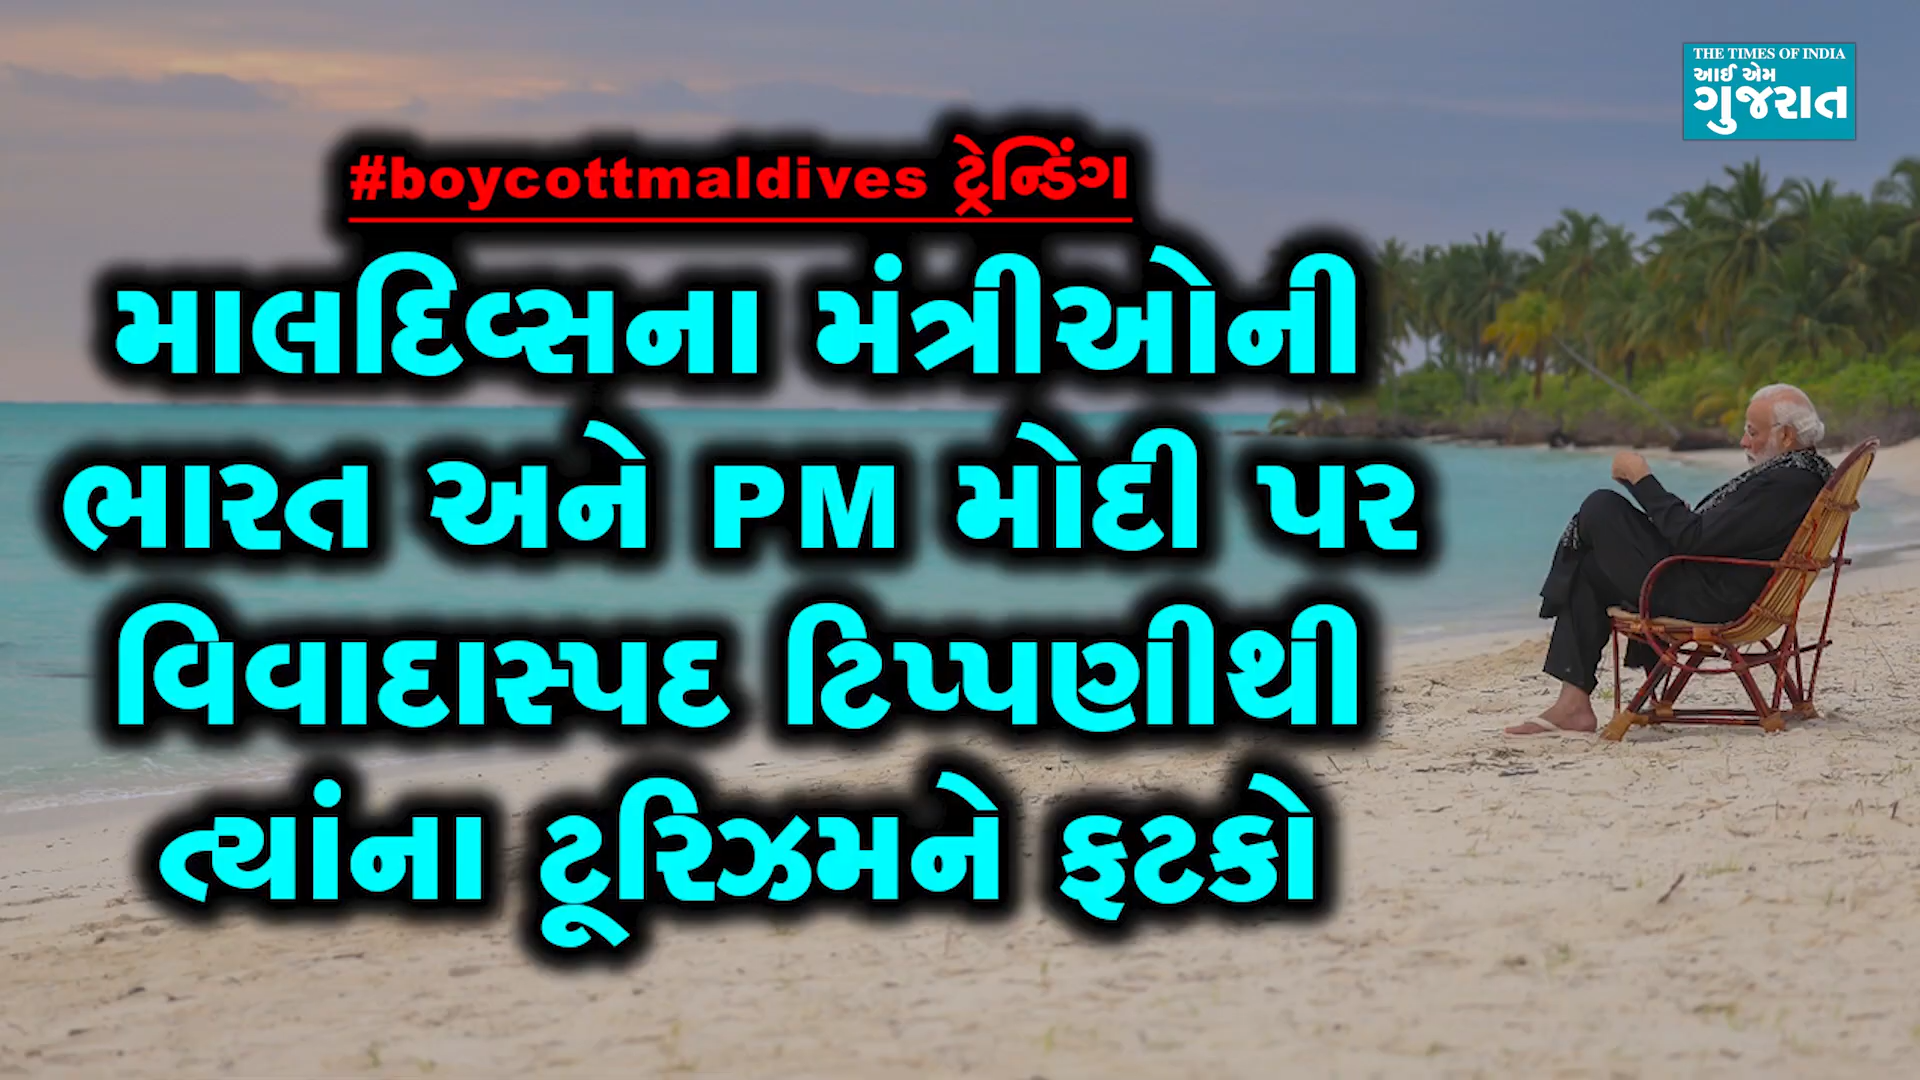 THE TIMES OF INDIA
આઈ એમ
ગુજરાત
#boycottmaldives ટ્રેન્ડિંગ
માલદિવ્સના મંત્રીઓની
ભારત અને PM મોદી પર
વિવાદાસ્પદ ટિપ્પણીથી
ત્યાંના ટૂરિઝમને ફટકો